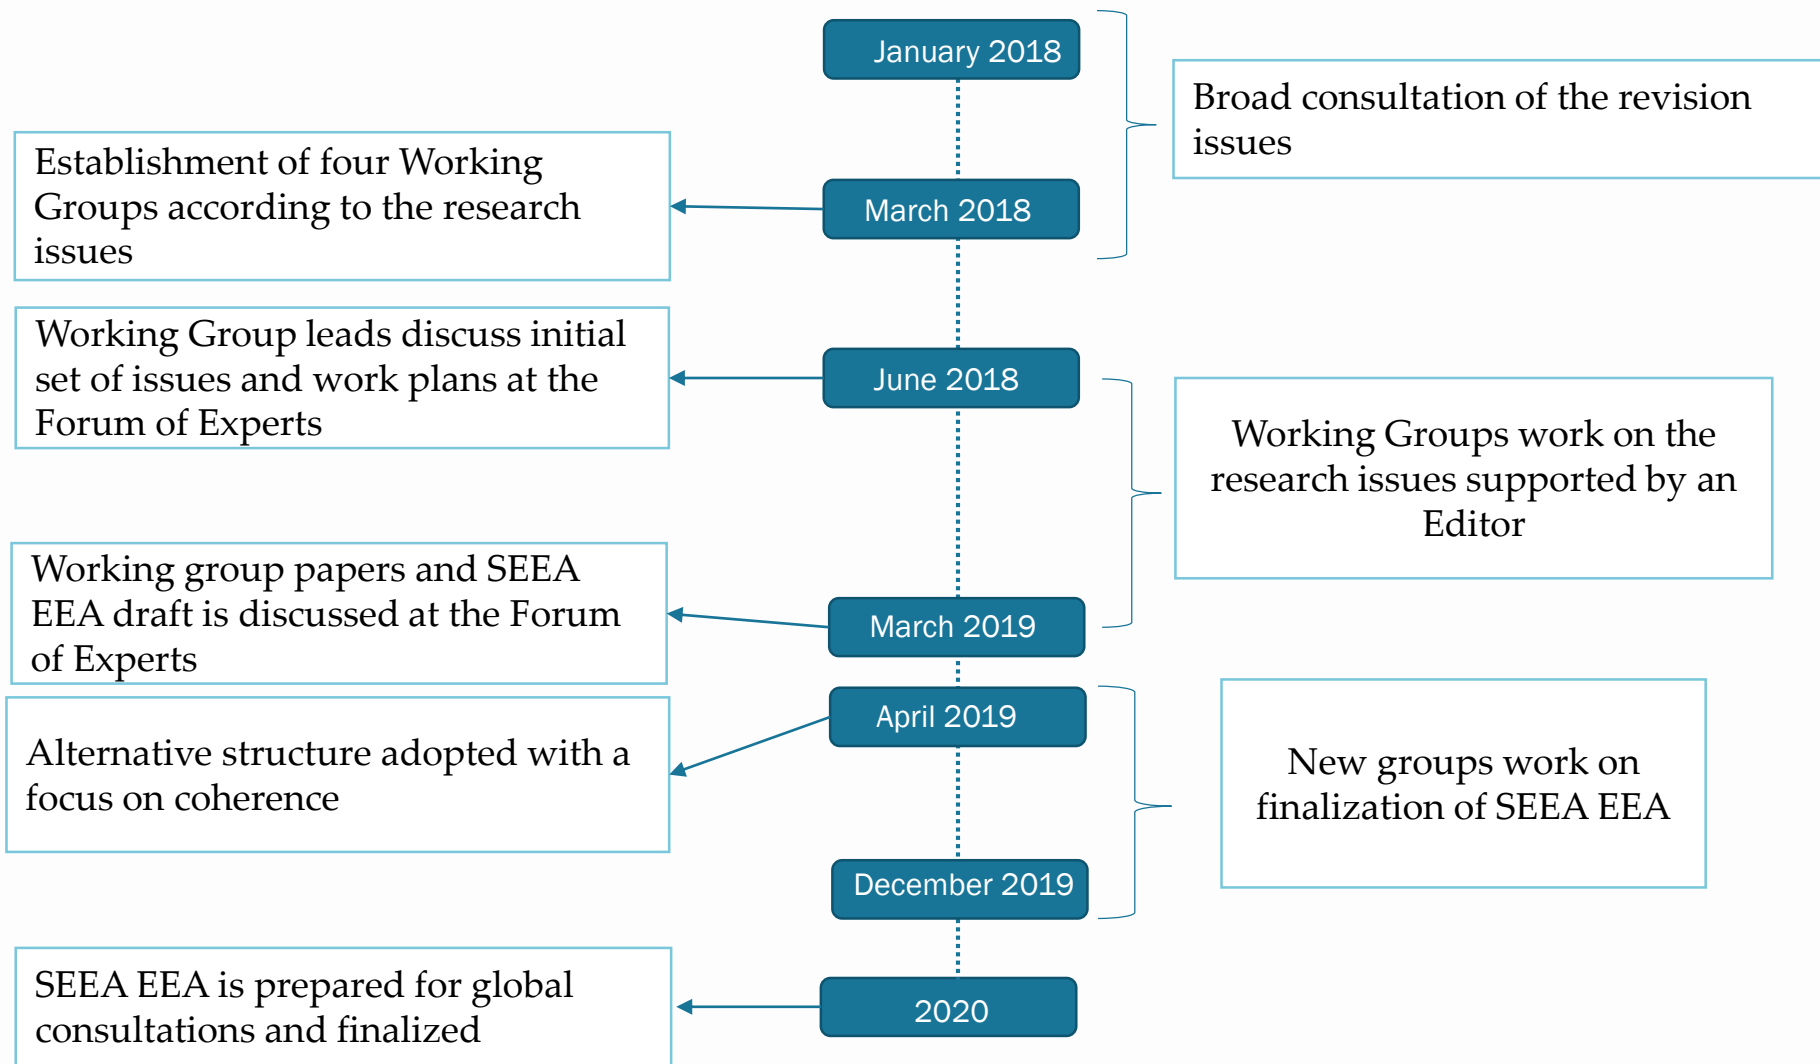 January 2018
Broad consultation of the revision
issues
Establishment of four Working
Groups according to the research
issues
March 2018
Working Group leads discuss initial
set of issues and work plans at the
Forum of Experts
June 2018
Working Groups work on the
research issues supported by an
Editor
Working group papers and SEEA
EEA draft is discussed at the Forum
of Experts
March 2019
April 2019
Alternative structure adopted with a
focus on coherence
New groups work on
finalization of SEEA EEA
December 2019
SEEA EEA is prepared for global
consultations and finalized
2020